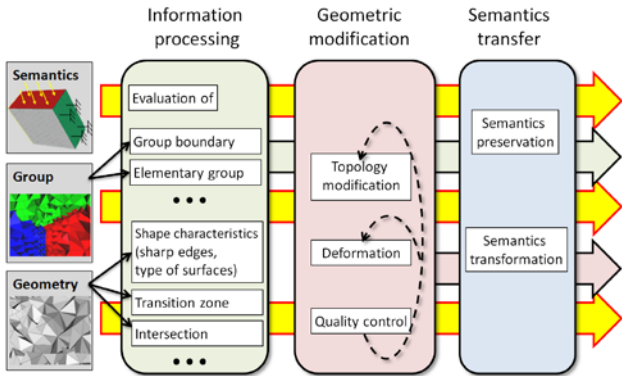 Information
processing
Geometric
modification
Semantics
transfer
Semantics
Group
Geometry
Evaluation of
Group boundary
Elementary group
• • •
Shape characteristics
(sharp edges,
type of surfaces)
Transition zone
Intersection
• • •
Topology
modification
Deformation
Quality control
Semantics
preservation
Semantics
transformation